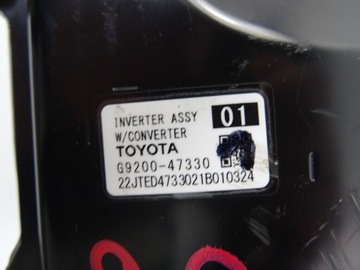 INVERTER ASSY 01
W/CONVERTER
TOYOTA
G9200-47330
22JTED4733021B010324